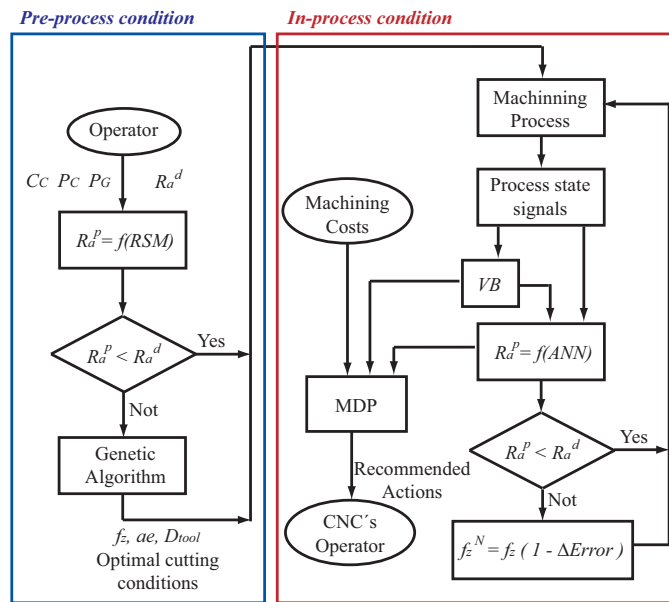 Pre-process condition
In-process condition
Operator
Cc Pc PG Ra^d
Ra^p = f(RSM)
Ra^p < Ra^d
Yes
Not
Genetic
Algorithm
fz, ae, Dtool
Optimal cutting
conditions
Machinning
Process
Process state
signals
Machining
Costs
VB
Ra^p = f(ANN)
MDP
Ra^p < Ra^d
Yes
Not
Recommended
Actions
CNC´s
Operator
fz^N = fz ( 1 - ΔError )